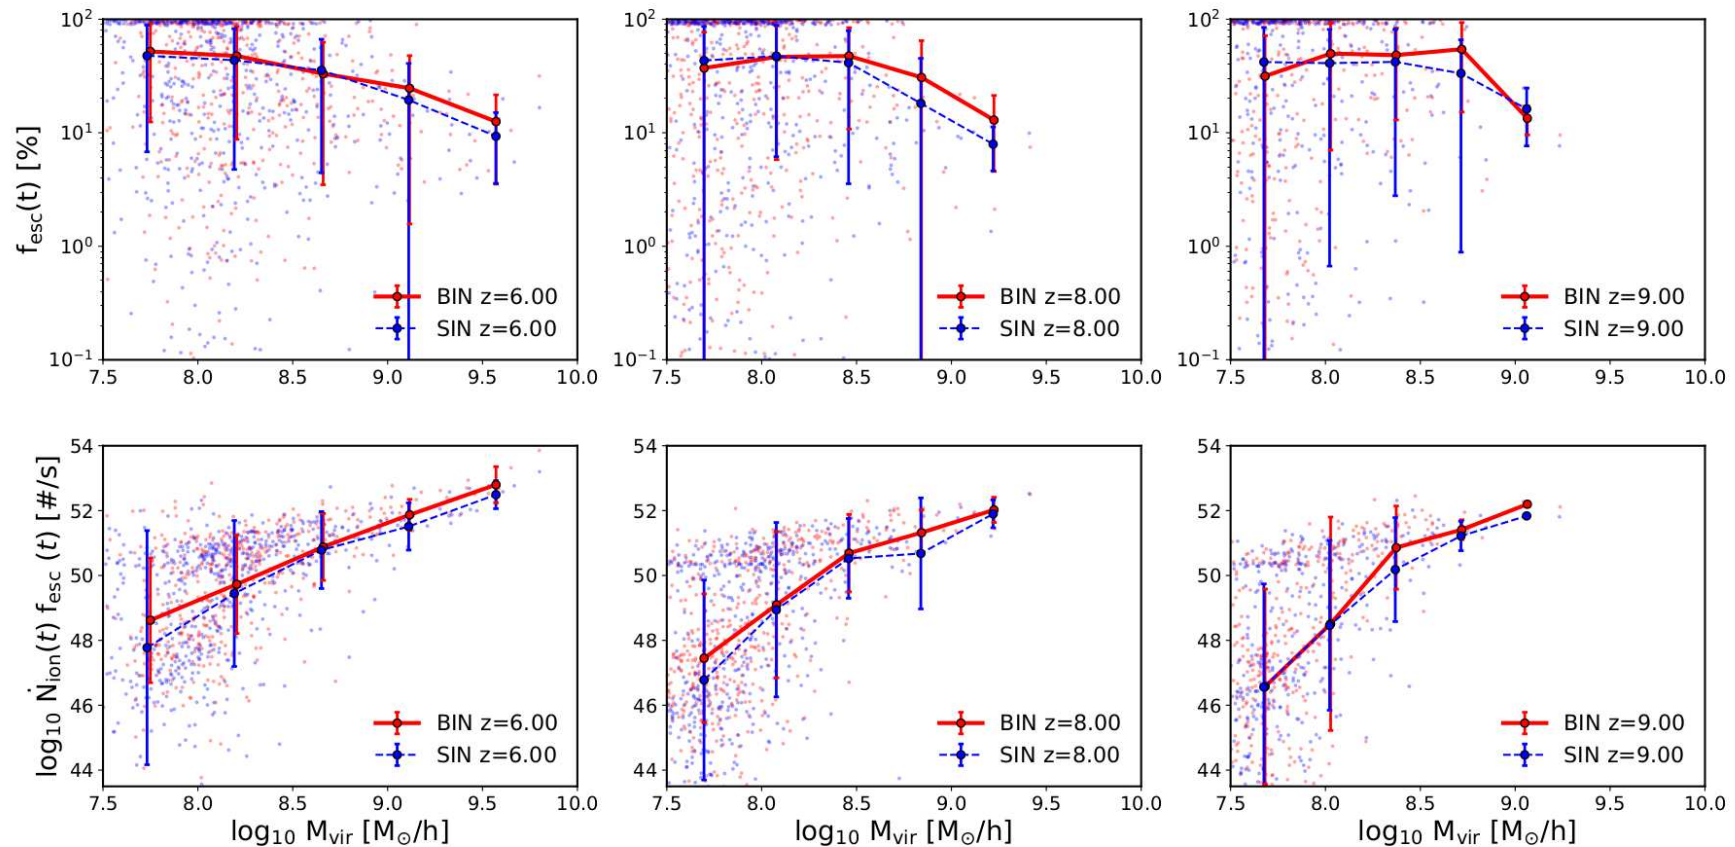 f_esc(t) [%]
10² 10¹ 10⁰ 10⁻¹
7.5 8.0 8.5 9.0 9.5 10.0
BIN z=6.00
SIN z=6.00
10² 10¹ 10⁰ 10⁻¹
7.5 8.0 8.5 9.0 9.5 10.0
BIN z=8.00
SIN z=8.00
10² 10¹ 10⁰ 10⁻¹
7.5 8.0 8.5 9.0 9.5 10.0
BIN z=9.00
SIN z=9.00
log₁₀ Ṅ_ion(t) f_esc (t) [#/s]
54 52 50 48 46 44
7.5 8.0 8.5 9.0 9.5 10.0
BIN z=6.00
SIN z=6.00
log₁₀ M_vir [M_⊙/h]
54 52 50 48 46 44
7.5 8.0 8.5 9.0 9.5 10.0
BIN z=8.00
SIN z=8.00
log₁₀ M_vir [M_⊙/h]
54 52 50 48 46 44
7.5 8.0 8.5 9.0 9.5 10.0
BIN z=9.00
SIN z=9.00
log₁₀ M_vir [M_⊙/h]